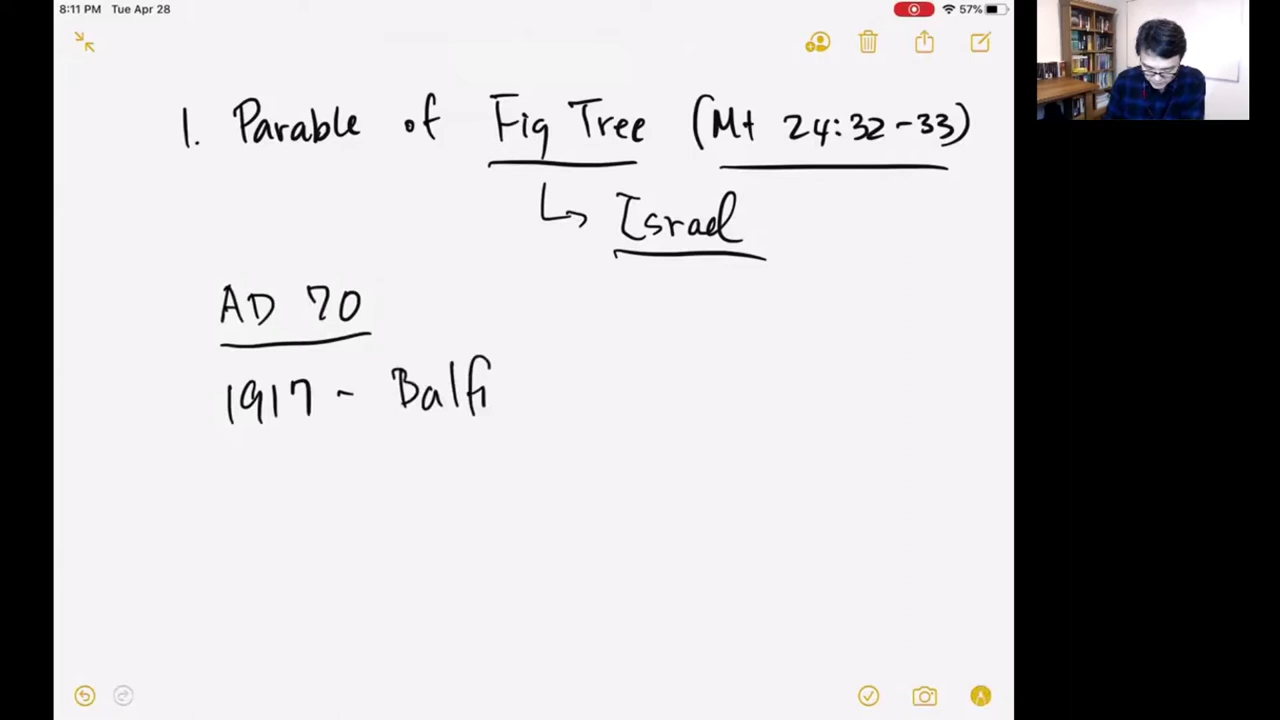 8:11 PM Tue Apr 28 57%
1. Parable of Fig Tree (Mt 24:32-33)
Israel
AD 70
1917 - Balf